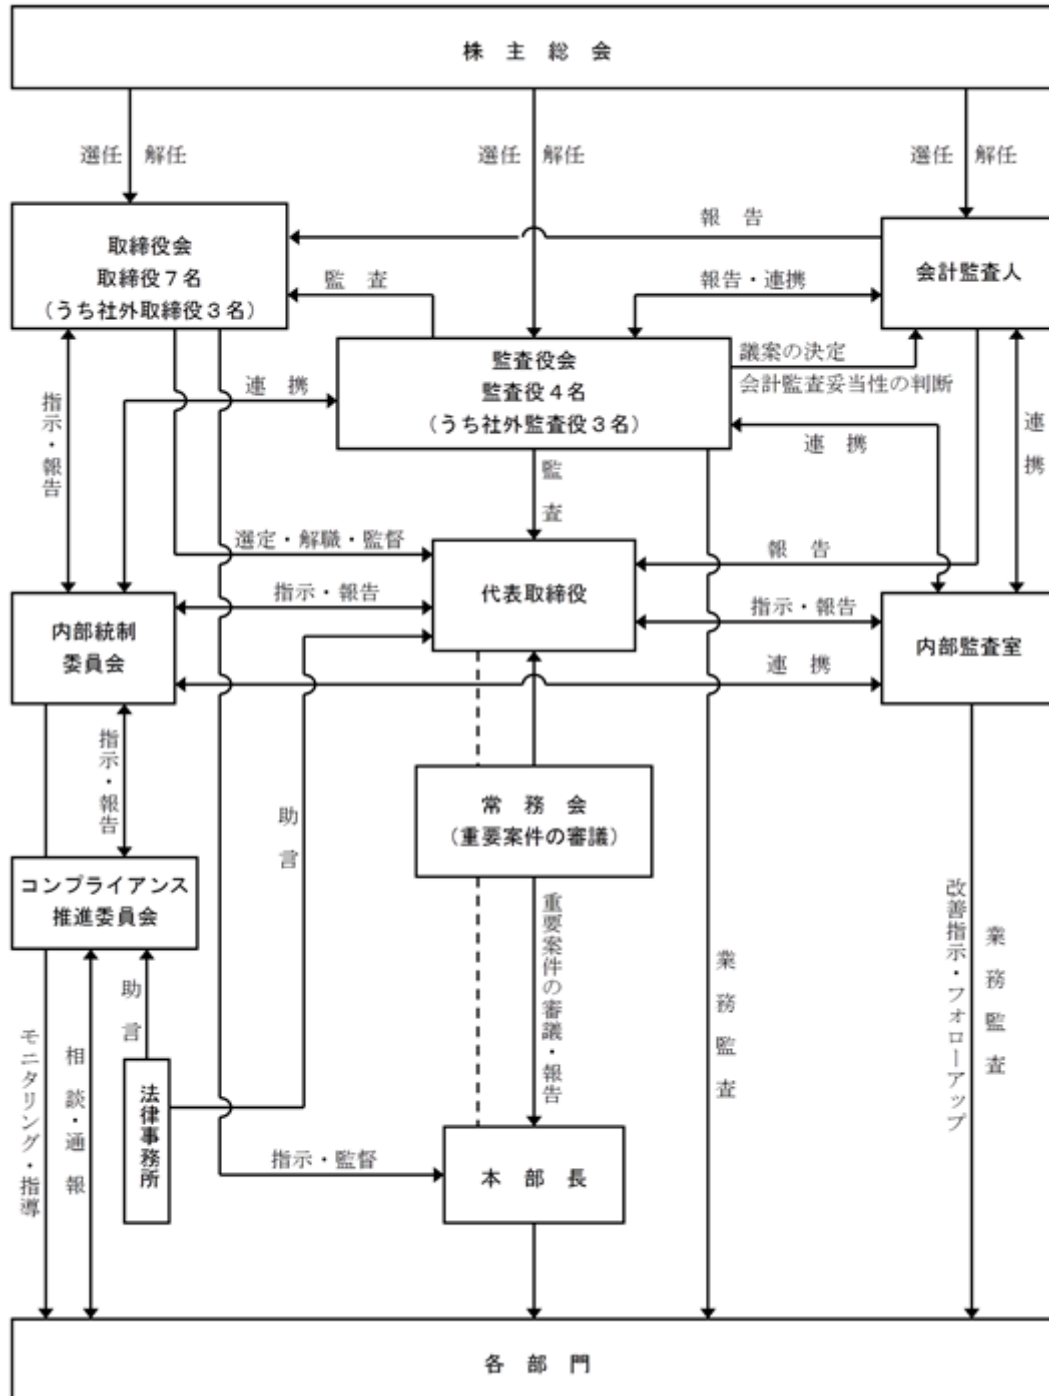 株 主 総 会
選任 解任
選任 解任
選任 解任
取締役会
取締役7名
(うち社外取締役3名)
報 告
会計監査人
監 査
報告・連携
監査役会
監査役4名
(うち社外監査役3名)
議案の決定
会計監査妥当性の判断
連 携
連 携
連 携
指示・報告
監 査
選定・解職・監督
代表取締役
報 告
指示・報告
指示・報告
内部統制
委員会
内部監査室
連 携
指示・報告
常 務 会
(重要案件の審議)
助 言
コンプライアンス
推進委員会
重要案件の審議・報告
業 務 監 査
改善指示・フォローアップ
業 務 監 査
助 言
モニタリング・指導
相 談・通 報
法律事務所
指示・監督
本 部 長
各 部 門